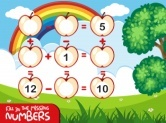 - = 5
+ +
+ 1 =
= =
12 - = 10
FILL IN THE MISSING
NUMBERS